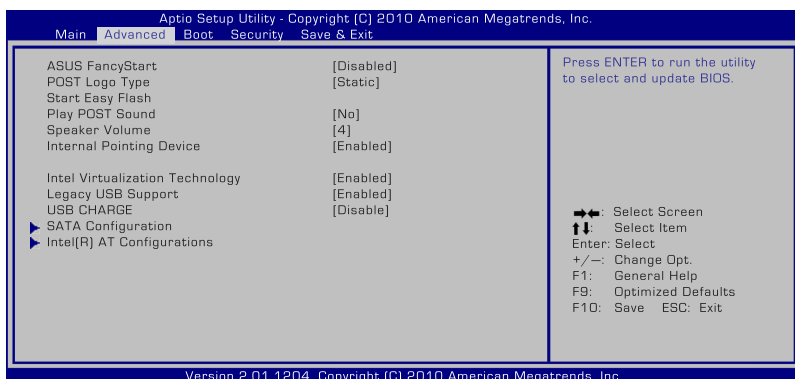 Aptio Setup Utility - Copyright (C) 2010 American Megatrends, Inc.
Main Advanced Boot Security Save & Exit
ASUS FancyStart [Disabled]
POST Logo Type [Static]
Start Easy Flash
Play POST Sound [No]
Speaker Volume [4]
Internal Pointing Device [Enabled]
Intel Virtualization Technology [Enabled]
Legacy USB Support [Enabled]
USB CHARGE [Disable]
SATA Configuration
Intel(R) AT Configurations
Press ENTER to run the utility
to select and update BIOS.
→←: Select Screen
↑↓: Select Item
Enter: Select
+/—: Change Opt.
F1: General Help
F9: Optimized Defaults
F10: Save ESC: Exit
Version 2.01.1204. Copyright (C) 2010 American Megatrends, Inc.